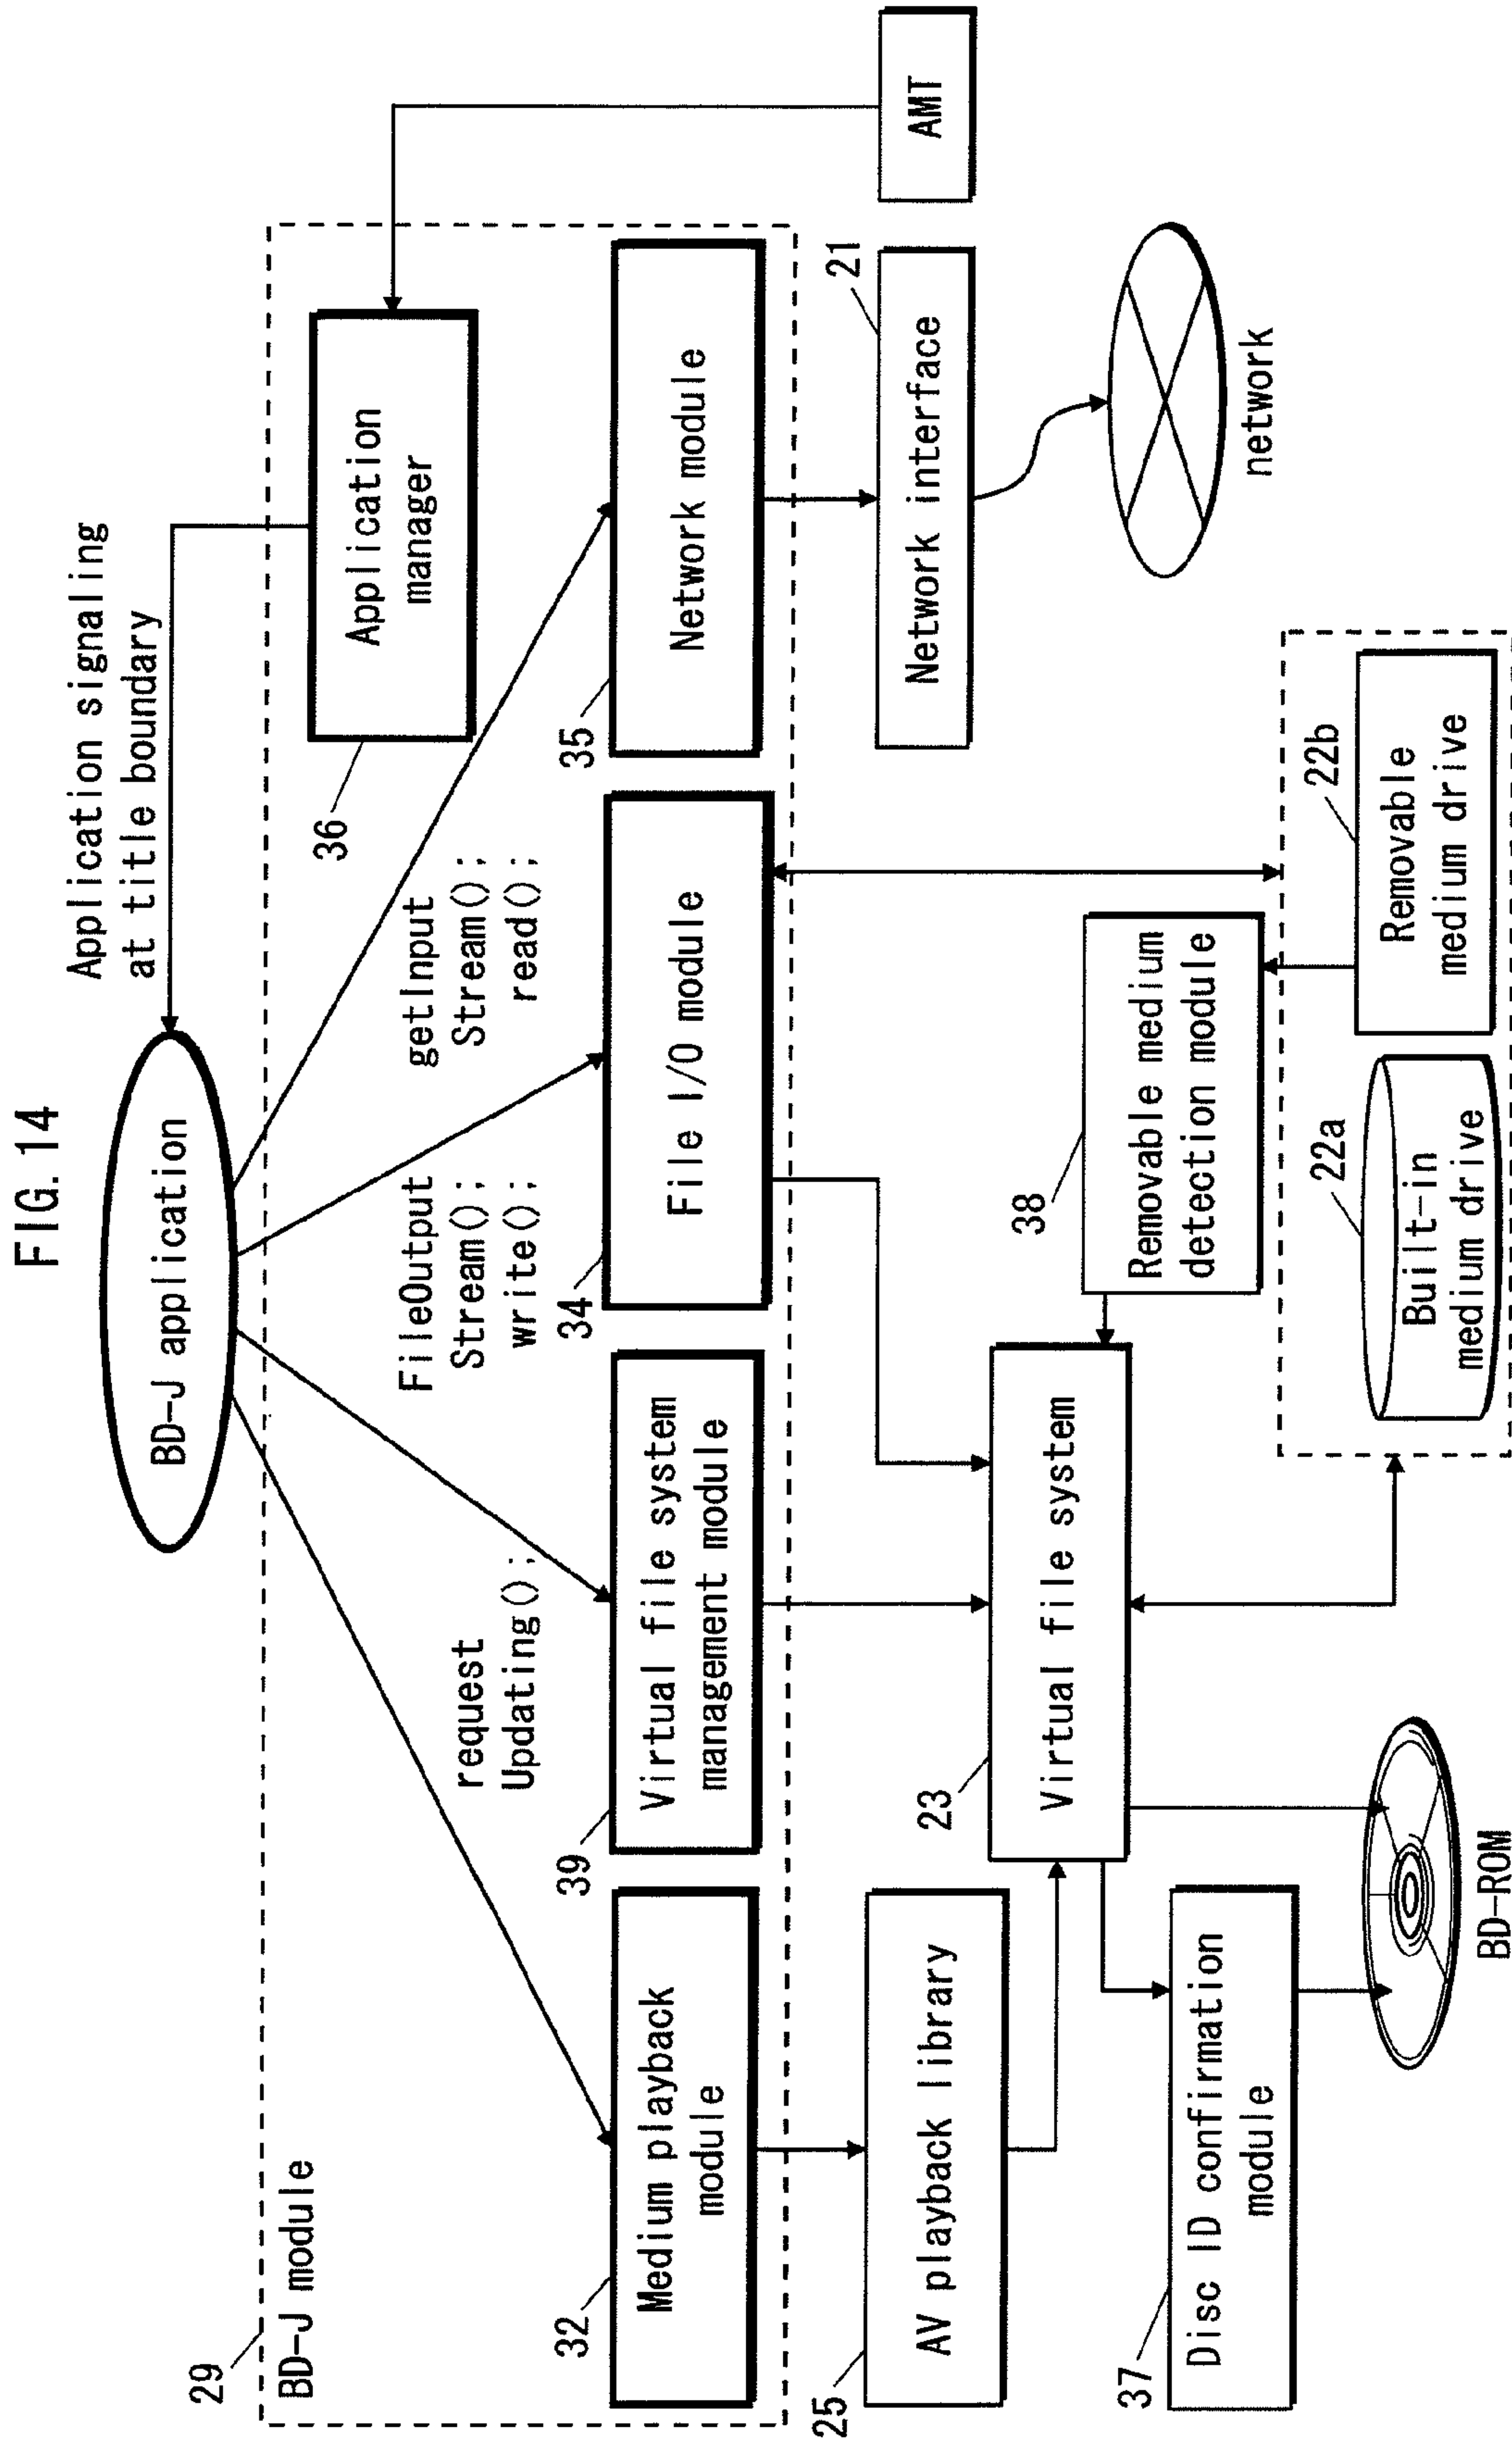 FIG. 14
BD-J application
Application signaling
at title boundary
29
BD-J module
36
Application
manager
request
Updating();
FileOutput
Stream();
write();
getInput
Stream();
read();
32
Medium playback
module
39
Virtual file system
management module
34
File I/O module
35
Network module
25
AV playback library
23
Virtual file system
38
Removable medium
detection module
21
Network interface
AMT
37
Disc ID confirmation
module
BD-ROM
22a
Built-in
medium drive
22b
Removable
medium drive
network